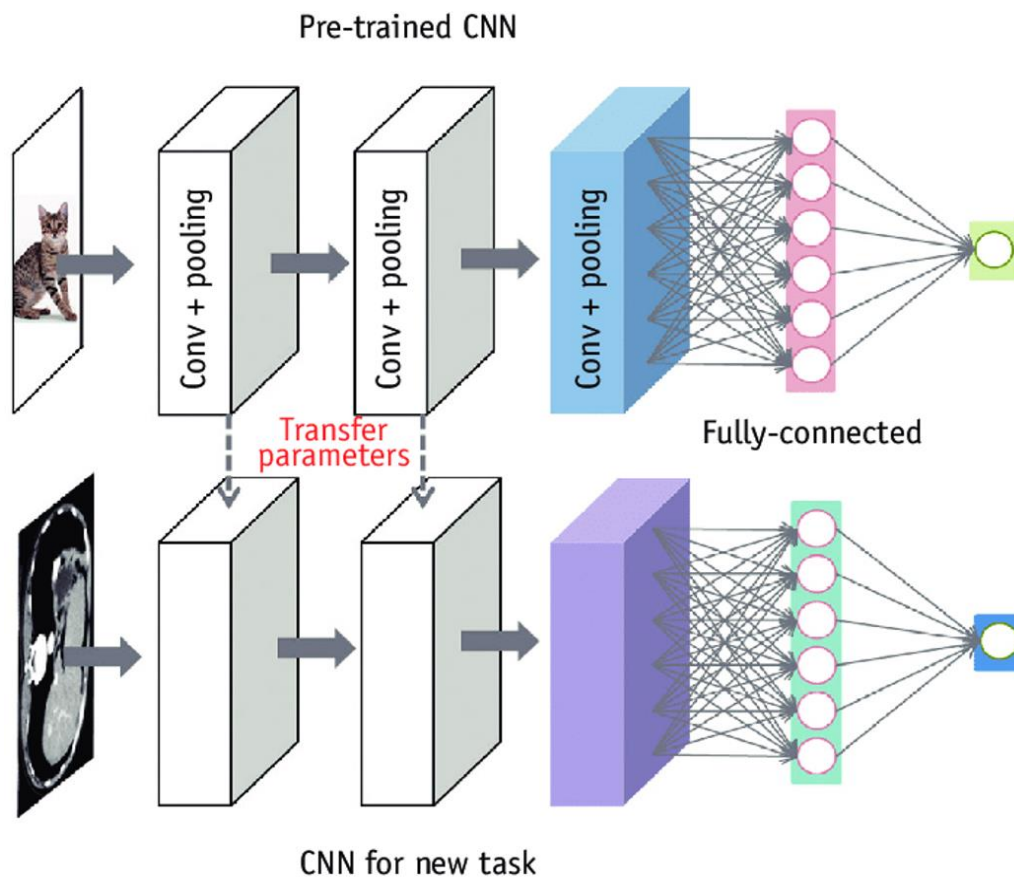 Pre-trained CNN
Conv + pooling
Conv + pooling
Conv + pooling
Transfer
parameters
Fully-connected
CNN for new task